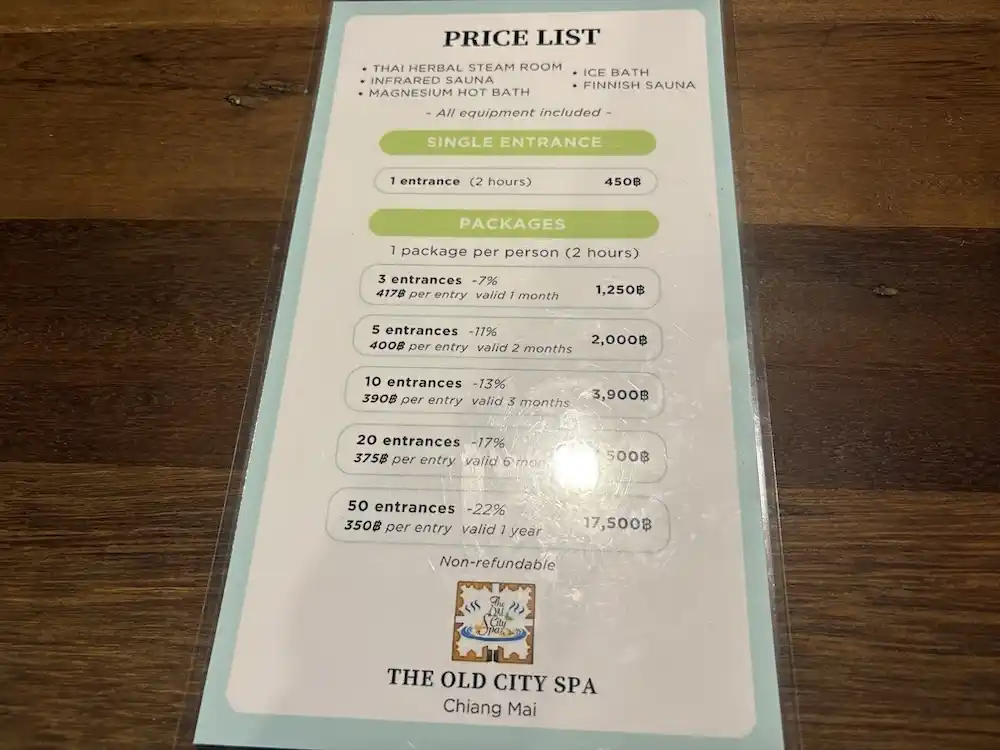 PRICE LIST
• THAI HERBAL STEAM ROOM
• INFRARED SAUNA
• MAGNESIUM HOT BATH
• ICE BATH
• FINNISH SAUNA
- All equipment included -
SINGLE ENTRANCE
1 entrance (2 hours) 450฿
PACKAGES
1 package per person (2 hours)
3 entrances -7% 1,250฿
417฿ per entry valid 1 month
5 entrances -11% 2,000฿
400฿ per entry valid 2 months
10 entrances -13% 3,900฿
390฿ per entry valid 3 months
20 entrances -17% 500฿
375฿ per entry valid 6
50 entrances -22% 17,500฿
350฿ per entry valid 1 year
Non-refundable
The
Old
City
Spa
THE OLD CITY SPA
Chiang Mai